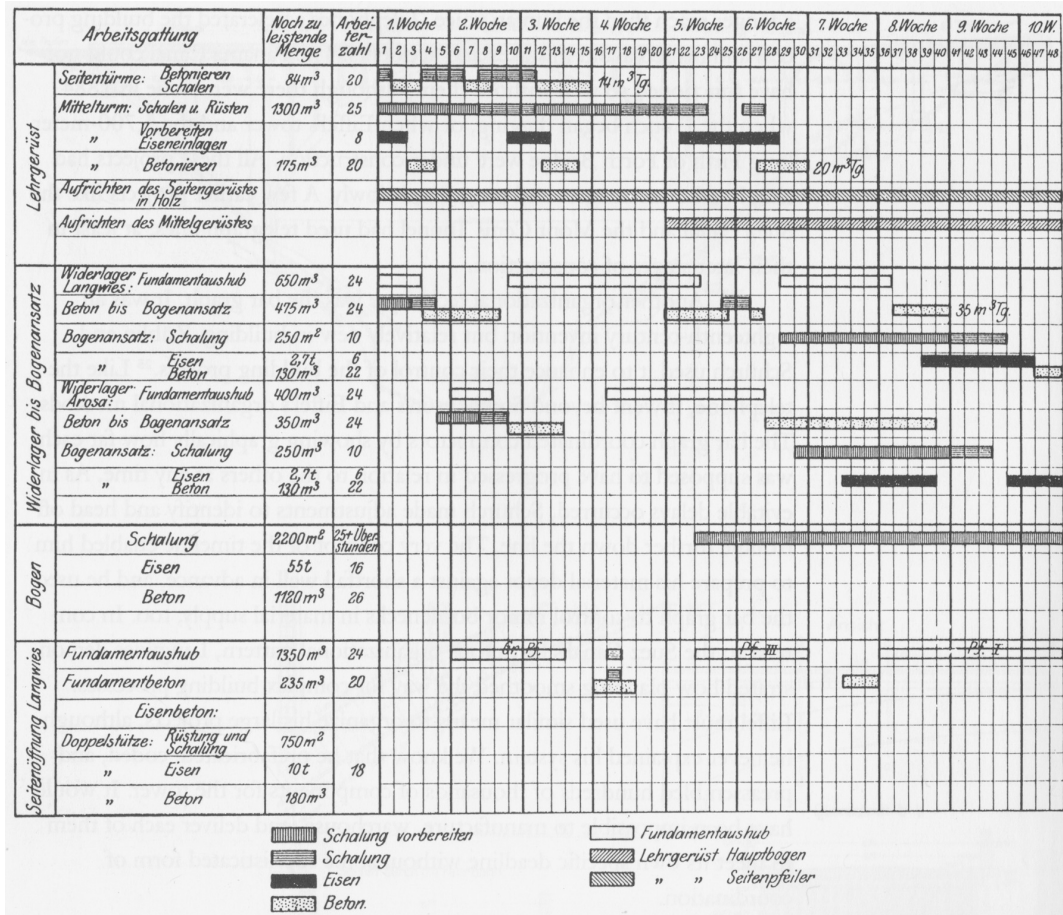 Arbeitsgattung Noch zu leistende Menge Arbeiterzahl 1. Woche 2. Woche 3. Woche 4. Woche 5. Woche 6. Woche 7. Woche 8. Woche 9. Woche 10. W.
1 2 3 4 5 6 7 8 9 10 11 12 13 14 15 16 17 18 19 20 21 22 23 24 25 26 27 28 29 30 31 32 33 34 35 36 37 38 39 40 41 42 43 44 45 46 47 48
Lehrgerüst
Seitentürme: Betonieren 84 m³ 20 14 m³/Tg.
Schalen
Mittelturm: Schalen u. Rüsten 1300 m³ 25
" Vorbereiten 8
Eiseneinlagen
" Betonieren 175 m³ 20 20 m³/Tg.
Aufrichten des Seitengerüstes
in Holz
Aufrichten des Mittelgerüstes
Widerlager bis Bogenansatz
Widerlager Langwies: Fundamentaushub 650 m³ 24
Beton bis Bogenansatz 475 m³ 24 35 m³/Tg.
Bogenansatz: Schalung 250 m² 10
" Eisen 2,7 t 6
Beton 130 m³ 22
Widerlager Arosa: Fundamentaushub 400 m³ 24
Beton bis Bogenansatz 350 m³ 24
Bogenansatz: Schalung 250 m³ 10
" Eisen 2,7 t 6
Beton 130 m³ 22
Bogen
Schalung 2200 m² 25+Überstunden
Eisen 55 t 16
Beton 1120 m³ 26
Seitenöffnung Langwies
Fundamentaushub 1350 m³ 24 Gr. Pf. Pf. III Pf. I
Fundamentbeton 235 m³ 20
Eisenbeton:
Doppelstütze: Rüstung und 750 m²
Schalung
" Eisen 10 t 18
" Beton 180 m³
Schalung vorbereiten
Schalung
Eisen
Beton.
Fundamentaushub
Lehrgerüst Hauptbogen
" " Seitenpfeiler